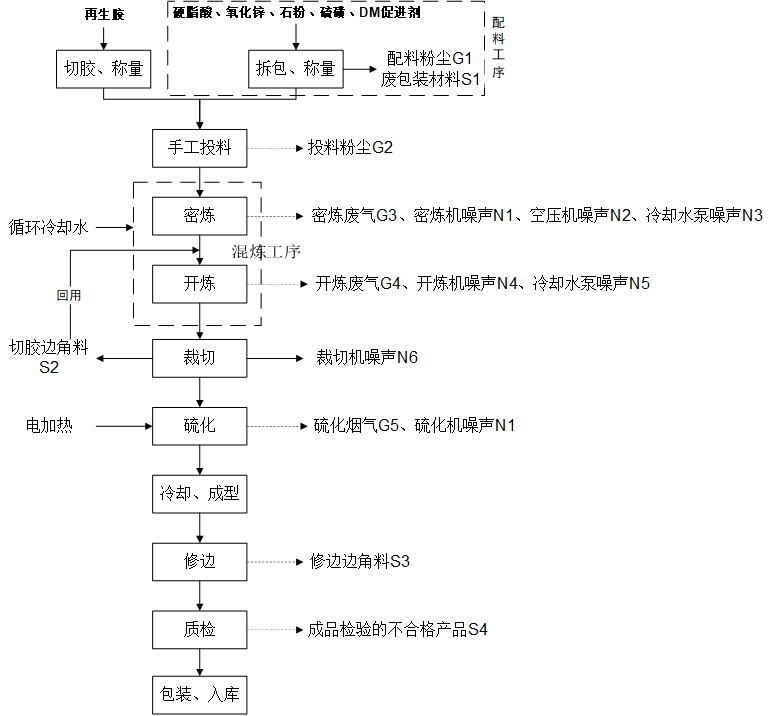 再生胶
硬脂酸、氧化锌、石粉、硫磺、DM促进剂
配料工序
切胶、称量
拆包、称量
配料粉尘G1
废包装材料S1
手工投料
投料粉尘G2
密炼
密炼废气G3、密炼机噪声N1、空压机噪声N2、冷却水泵噪声N3
循环冷却水
混炼工序
开炼
开炼废气G4、开炼机噪声N4、冷却水泵噪声N5
回用
切胶边角料
S2
裁切
裁切机噪声N6
电加热
硫化
硫化烟气G5、硫化机噪声N1
冷却、成型
修边
修边边角料S3
质检
成品检验的不合格产品S4
包装、入库